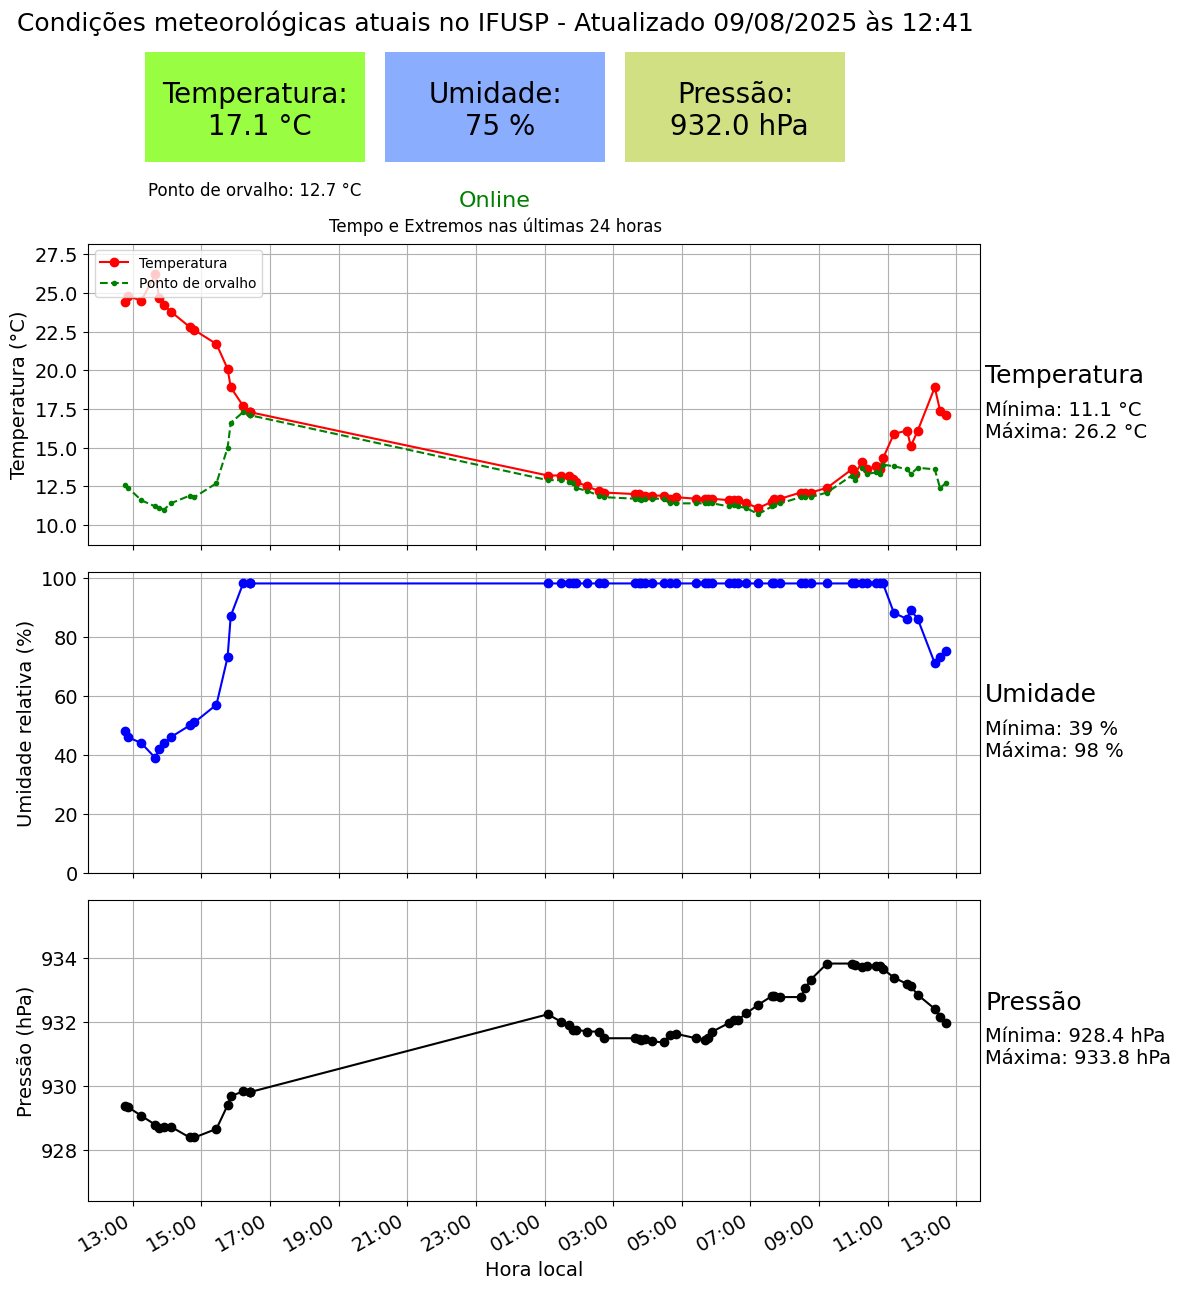 Condições meteorológicas atuais no IFUSP - Atualizado 09/08/2025 às 12:41
Temperatura:
17.1 °C
Umidade:
75 %
Pressão:
932.0 hPa
Ponto de orvalho: 12.7 °C
Online
Tempo e Extremos nas últimas 24 horas
Temperatura (°C)
27.5
25.0
22.5
20.0
17.5
15.0
12.5
10.0
Temperatura
Ponto de orvalho
Temperatura
Mínima: 11.1 °C
Máxima: 26.2 °C
Umidade relativa (%)
100
80
60
40
20
0
Umidade
Mínima: 39 %
Máxima: 98 %
Pressão (hPa)
934
932
930
928
Pressão
Mínima: 928.4 hPa
Máxima: 933.8 hPa
13:00
15:00
17:00
19:00
21:00
23:00
01:00
03:00
05:00
07:00
09:00
11:00
13:00
Hora local